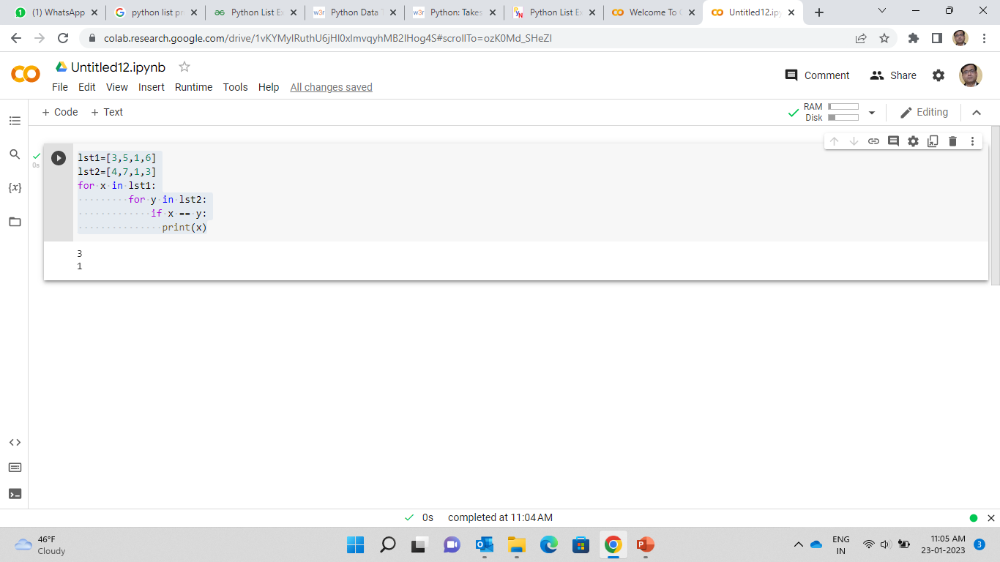 (1) WhatsApp
python list pr
Python List Ex
Python Data T
Python: Takes
Python List Ex
Welcome To C
Untitled12.ipy
colab.research.google.com/drive/1vKYMylRuthU6jHl0xImvqyhMB2IHog4S#scrollTo=ozK0Md_SHeZl
Untitled12.ipynb
File Edit View Insert Runtime Tools Help All changes saved
Comment Share
+ Code + Text
RAM
Disk
Editing
{x}
0s
lst1=[3,5,1,6]
lst2=[4,7,1,3]
for x in lst1:
         for y in lst2:
             if x == y:
               print(x)
3
1
0s completed at 11:04 AM
46°F
Cloudy
ENG
IN
11:05 AM
23-01-2023
3